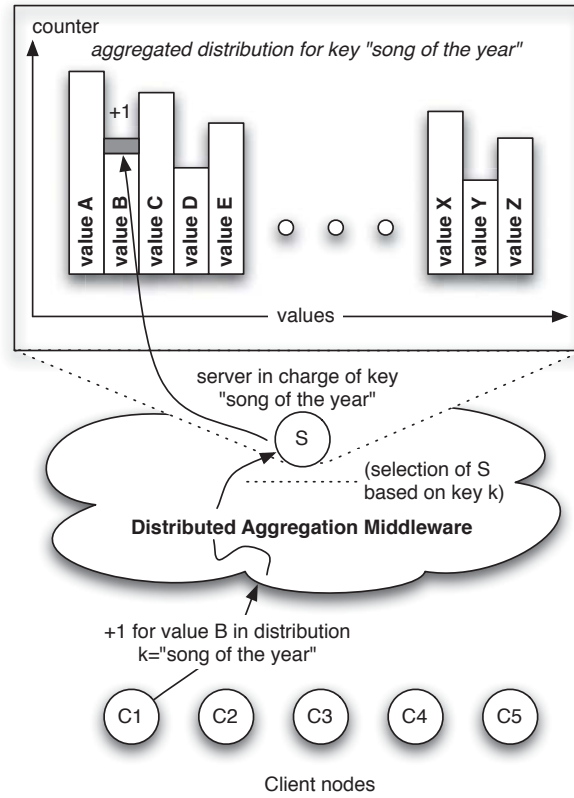 counter
aggregated distribution for key "song of the year"
+1
value A
value B
value C
value D
value E
value X
value Y
value Z
values
server in charge of key
"song of the year"
S
(selection of S
based on key k)
Distributed Aggregation Middleware
+1 for value B in distribution
k="song of the year"
C1
C2
C3
C4
C5
Client nodes